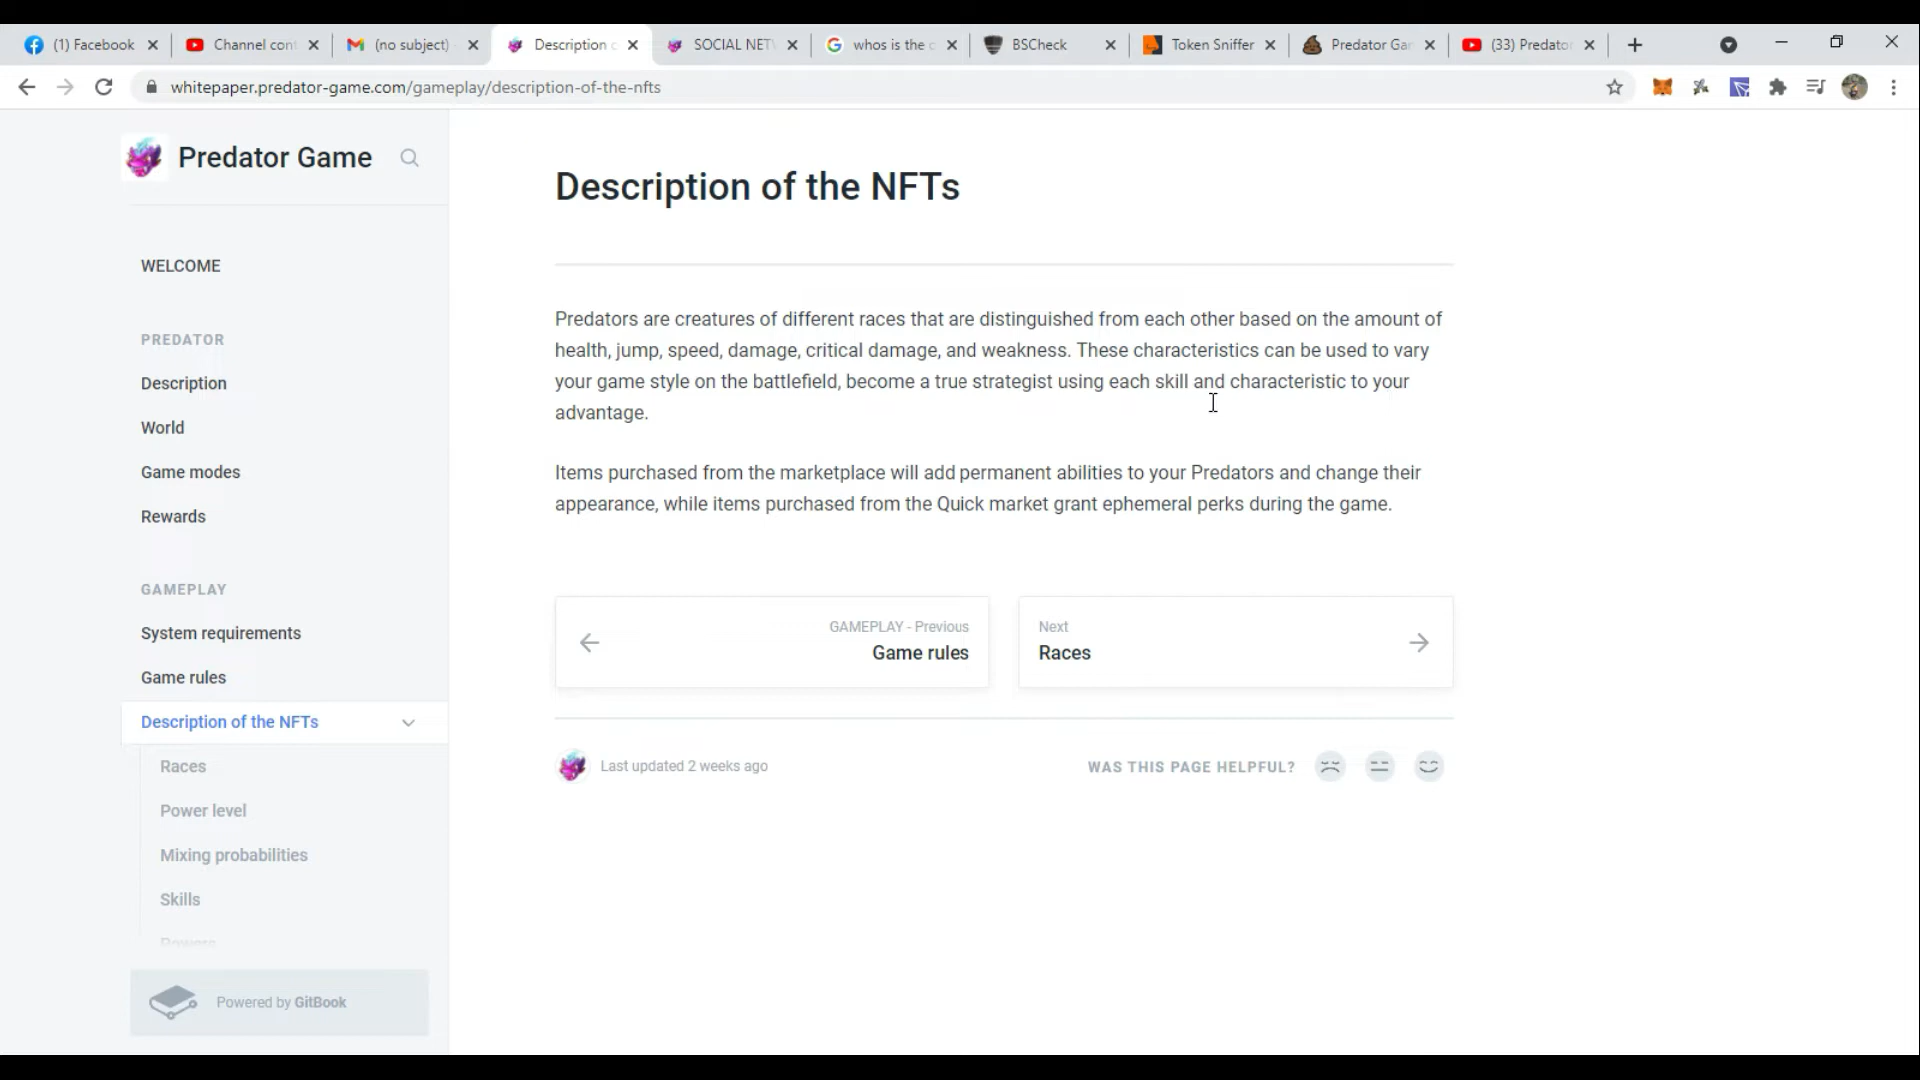 (1) Facebook
Channel cont
(no subject)
Description o
SOCIAL NET
whos is the
BSCheck
Token Sniffer
Predator Ga
(33) Predator
whitepaper.predator-game.com/gameplay/description-of-the-nfts
Predator Game
WELCOME
PREDATOR
Description
World
Game modes
Rewards
GAMEPLAY
System requirements
Game rules
Description of the NFTs
Races
Power level
Mixing probabilities
Skills
Powers
Powered by GitBook
Description of the NFTs
Predators are creatures of different races that are distinguished from each other based on the amount of
health, jump, speed, damage, critical damage, and weakness. These characteristics can be used to vary
your game style on the battlefield, become a true strategist using each skill and characteristic to your
advantage.
Items purchased from the marketplace will add permanent abilities to your Predators and change their
appearance, while items purchased from the Quick market grant ephemeral perks during the game.
GAMEPLAY - Previous
Game rules
Next
Races
Last updated 2 weeks ago
WAS THIS PAGE HELPFUL?